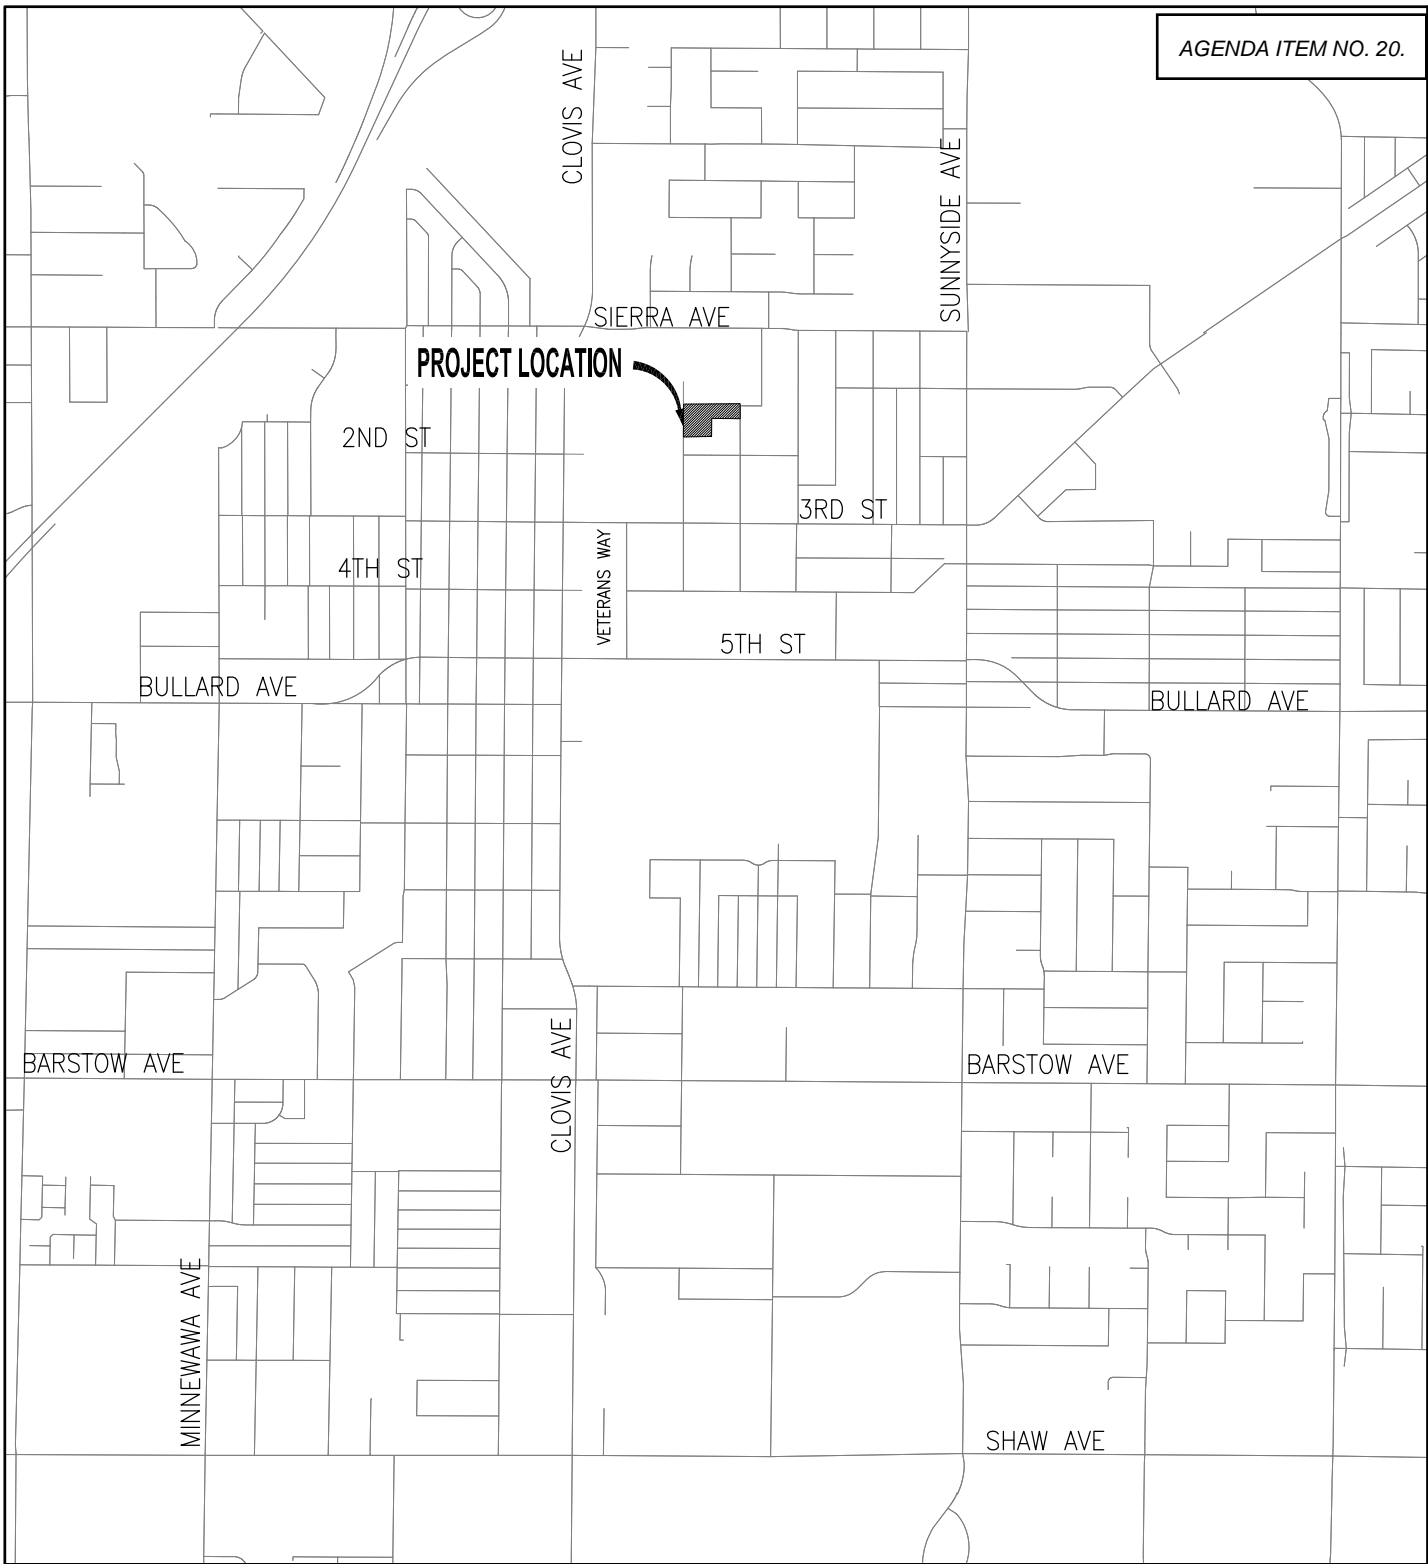 AGENDA ITEM NO. 20.
CLOVIS AVE
SUNNYSIDE AVE
SIERRA AVE
PROJECT LOCATION
2ND ST
3RD ST
4TH ST
VETERANS WAY
5TH ST
BULLARD AVE
BULLARD AVE
BARSTOW AVE
CLOVIS AVE
BARSTOW AVE
MINNEWAWA AVE
SHAW AVE